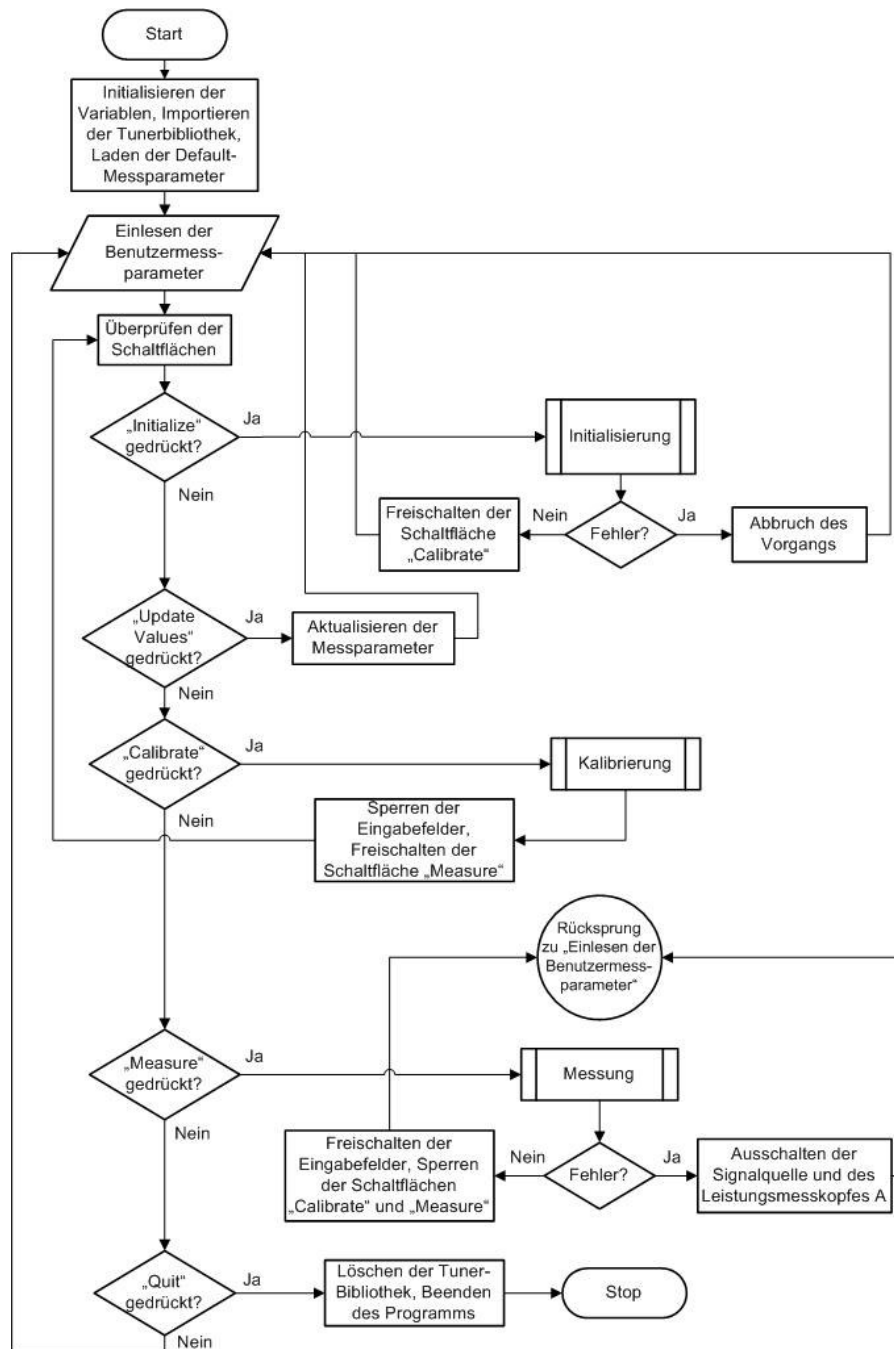 Start
Initialisieren der
Variablen, Importieren
der Tunerbibliothek,
Laden der Default-
Messparameter
Einlesen der
Benutzermess-
parameter
Überprüfen der
Schaltflächen
„Initialize“
gedrückt?
Ja
Nein
Initialisierung
Fehler?
Nein
Ja
Freischalten der
Schaltfläche
„Calibrate“
Abbruch des
Vorgangs
„Update
Values“
gedrückt?
Ja
Nein
Aktualisieren der
Messparameter
„Calibrate“
gedrückt?
Ja
Nein
Kalibrierung
Sperren der
Eingabefelder,
Freischalten der
Schaltfläche „Measure“
Rücksprung
zu „Einlesen der
Benutzermess-
parameter“
„Measure“
gedrückt?
Ja
Nein
Messung
Fehler?
Nein
Ja
Freischalten der
Eingabefelder, Sperren
der Schaltflächen
„Calibrate“ und „Measure“
Ausschalten der
Signalquelle und des
Leistungsmesskopfes A
„Quit“
gedrückt?
Ja
Nein
Löschen der Tuner-
Bibliothek, Beenden
des Programms
Stop